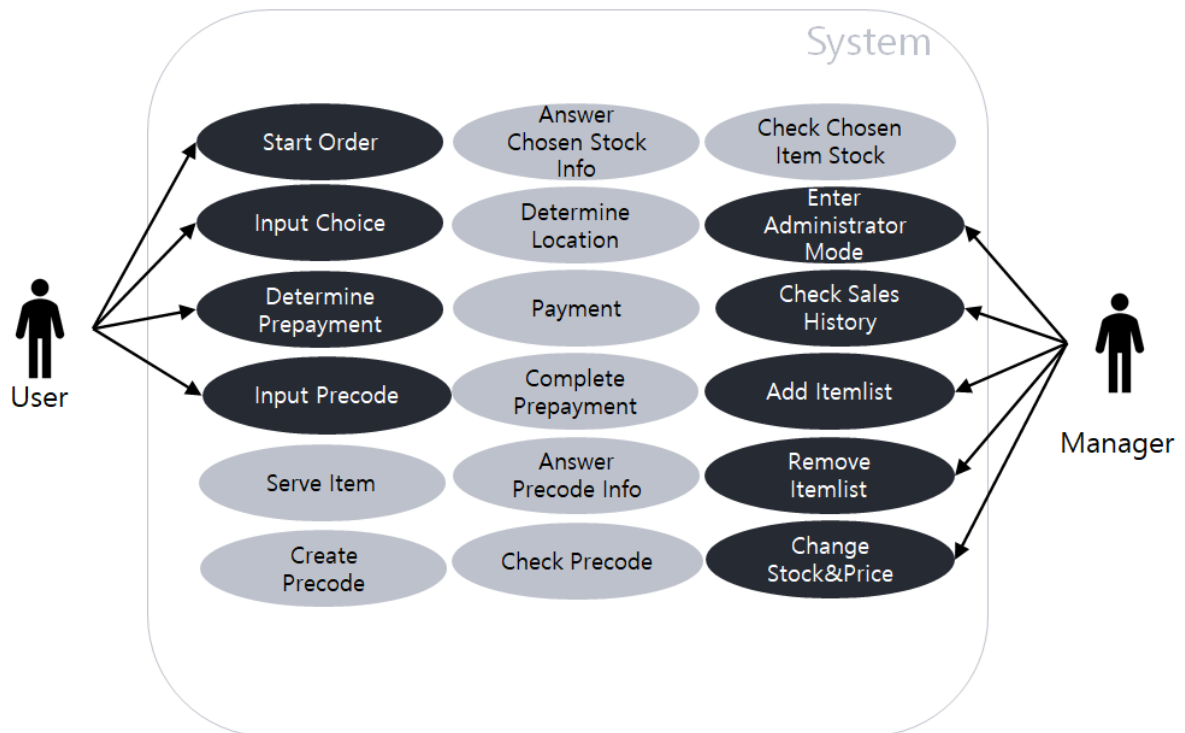 System
Start Order
Answer
Chosen Stock
Info
Check Chosen
Item Stock
Input Choice
Determine
Location
Enter
Administrator
Mode
Determine
Prepayment
Payment
Check Sales
History
User
Input Precode
Complete
Prepayment
Add Itemlist
Manager
Serve Item
Answer
Precode Info
Remove
Itemlist
Create
Precode
Check Precode
Change
Stock&Price